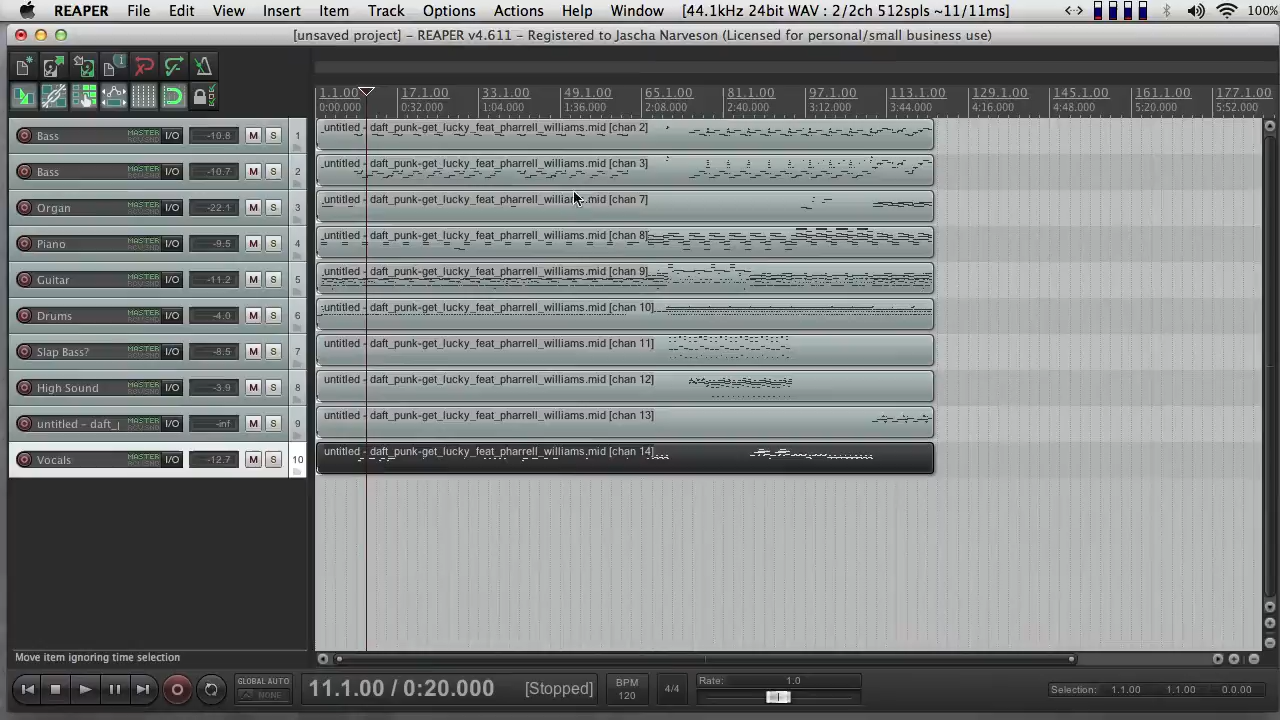 REAPER File Edit View Insert Item Track Options Actions Help Window [44.1kHz 24bit WAV : 2/2ch 512spls ~11/11ms] 100%
[unsaved project] - REAPER v4.611 - Registered to Jascha Narveson (Licensed for personal/small business use)
1.1.00 17.1.00 33.1.00 49.1.00 65.1.00 81.1.00 97.1.00 113.1.00 129.1.00 145.1.00 161.1.00 177.1.00
0:00.000 0:32.000 1:04.000 1:36.000 2:08.000 2:40.000 3:12.000 3:44.000 4:16.000 4:48.000 5:20.000 5:52.000
Bass MASTER I/O -10.8 M S 1 untitled - daft_punk-get_lucky_feat_pharrell_williams.mid [chan 2]
Bass MASTER I/O -10.7 M S 2 untitled - daft_punk-get_lucky_feat_pharrell_williams.mid [chan 3]
Organ MASTER I/O -22.1 M S 3 untitled - daft_punk-get_lucky_feat_pharrell_williams.mid [chan 7]
Piano MASTER I/O -9.5 M S 4 untitled - daft_punk-get_lucky_feat_pharrell_williams.mid [chan 8]
Guitar MASTER I/O -11.2 M S 5 untitled - daft_punk-get_lucky_feat_pharrell_williams.mid [chan 9]
Drums MASTER I/O -4.0 M S 6 untitled - daft_punk-get_lucky_feat_pharrell_williams.mid [chan 10]
Slap Bass? MASTER I/O -8.5 M S 7 untitled - daft_punk-get_lucky_feat_pharrell_williams.mid [chan 11]
High Sound MASTER I/O -3.9 M S 8 untitled - daft_punk-get_lucky_feat_pharrell_williams.mid [chan 12]
untitled - daft_ MASTER I/O -inf M S 9 untitled - daft_punk-get_lucky_feat_pharrell_williams.mid [chan 13]
Vocals MASTER I/O -12.7 M S 10 untitled - daft_punk-get_lucky_feat_pharrell_williams.mid [chan 14]
Move item ignoring time selection
GLOBAL AUTO
NONE
11.1.00 / 0:20.000 [Stopped]
BPM
120
4/4
Rate: 1.0
Selection: 1.1.00 1.1.00 0.0.00